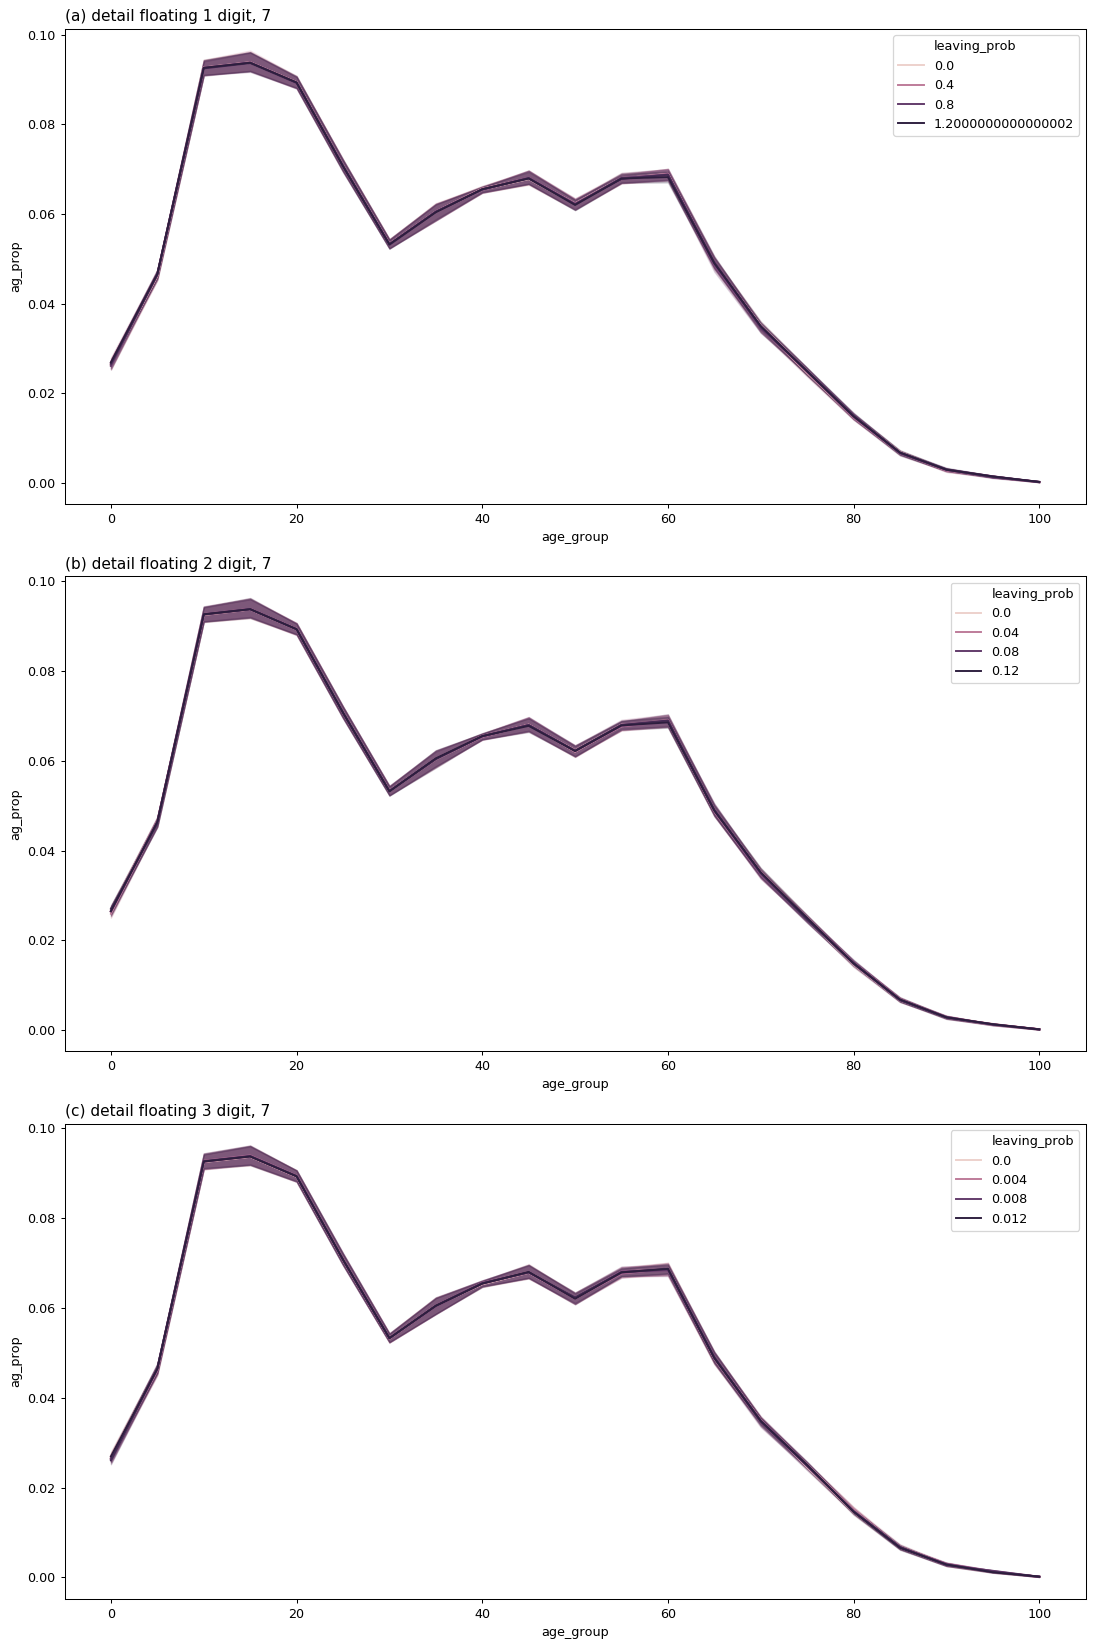 (a) detail floating 1 digit, 7
0.10
0.08
0.06
0.04
0.02
0.00
ag_prop
leaving_prob
0.0
0.4
0.8
1.2000000000000002
0 20 40 60 80 100
age_group
(b) detail floating 2 digit, 7
0.10
0.08
0.06
0.04
0.02
0.00
ag_prop
leaving_prob
0.0
0.04
0.08
0.12
0 20 40 60 80 100
age_group
(c) detail floating 3 digit, 7
0.10
0.08
0.06
0.04
0.02
0.00
ag_prop
leaving_prob
0.0
0.004
0.008
0.012
0 20 40 60 80 100
age_group